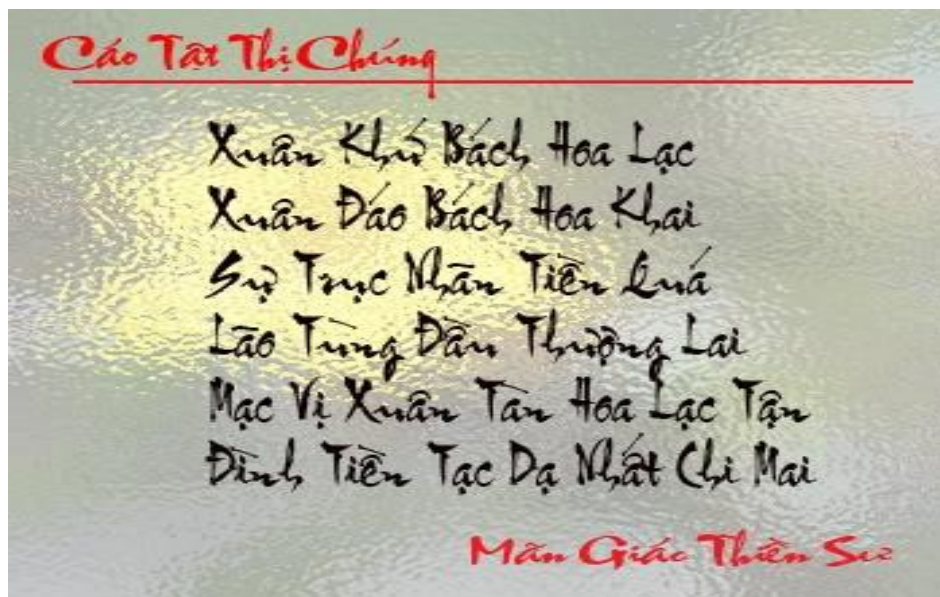 Cáo Tật Thị Chúng
Xuân Khứ Bách Hoa Lạc
Xuân Đáo Bách Hoa Khai
Sự Trục Nhãn Tiền Quá
Lão Tùng Đầu Thượng Lai
Mạc Vị Xuân Tàn Hoa Lạc Tận
Đình Tiền Tạc Dạ Nhất Chi Mai
Mãn Giác Thiền Sư